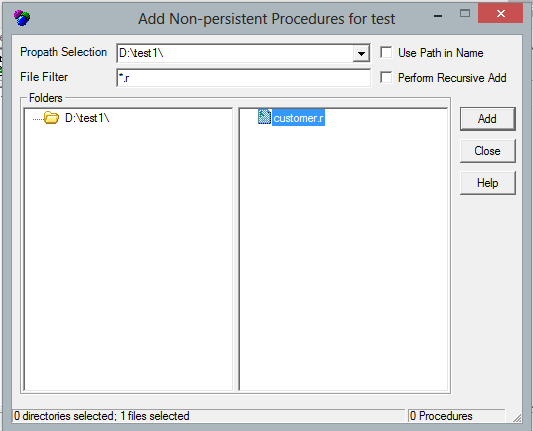 Add Non-persistent Procedures for test
Propath Selection D:\test1\ Use Path in Name
File Filter *.r Perform Recursive Add
Folders
D:\test1\ customer.r Add
Close
Help
0 directories selected; 1 files selected 0 Procedures